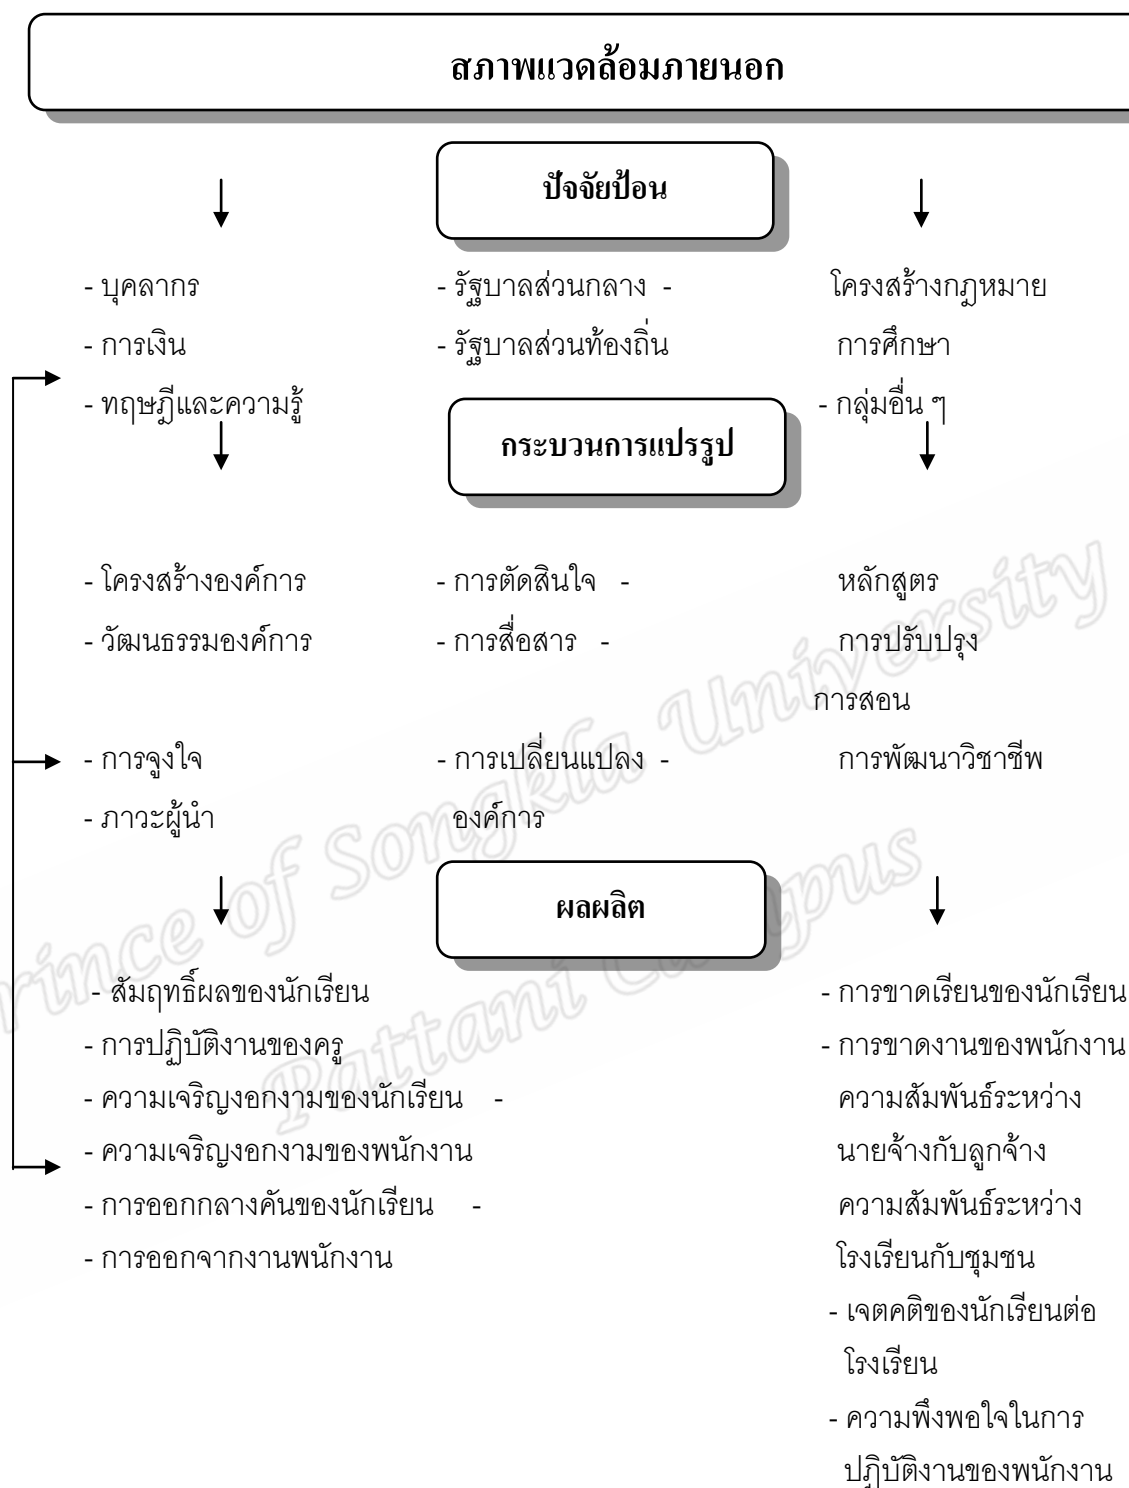 สภาพแวดล้อมภายนอก
ปัจจัยป้อน
- บุคลากร - รัฐบาลส่วนกลาง - โครงสร้างกฎหมาย
- การเงิน - รัฐบาลส่วนท้องถิ่น การศึกษา
- ทฤษฎีและความรู้ - กลุ่มอื่น ๆ
กระบวนการแปรรูป
- โครงสร้างองค์การ - การตัดสินใจ - หลักสูตร
- วัฒนธรรมองค์การ - การสื่อสาร - การปรับปรุง
การสอน
- การจูงใจ - การเปลี่ยนแปลง - การพัฒนาวิชาชีพ
- ภาวะผู้นำ องค์การ
ผลผลิต
- สัมฤทธิ์ผลของนักเรียน - การขาดเรียนของนักเรียน
- การปฏิบัติงานของครู - การขาดงานของพนักงาน
- ความเจริญงอกงามของนักเรียน - ความสัมพันธ์ระหว่าง
- ความเจริญงอกงามของพนักงาน นายจ้างกับลูกจ้าง
- การออกกลางคันของนักเรียน - ความสัมพันธ์ระหว่าง
- การออกจากงานพนักงาน โรงเรียนกับชุมชน
- เจตคติของนักเรียนต่อ
โรงเรียน
- ความพึงพอใจในการ
ปฏิบัติงานของพนักงาน
Prince of Songkla University
Pattani Campus